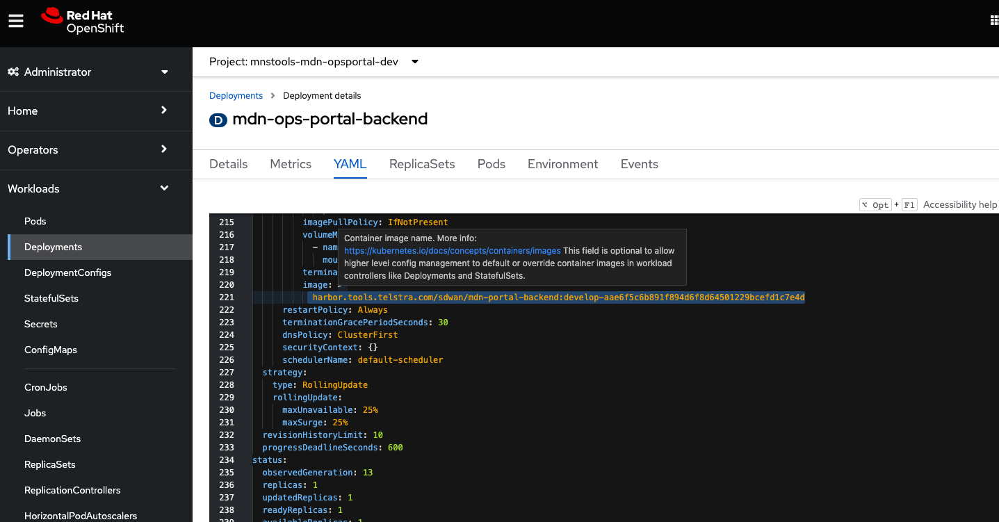 Red Hat
OpenShift
Administrator
Home
Operators
Workloads
Pods
Deployments
DeploymentConfigs
StatefulSets
Secrets
ConfigMaps
CronJobs
Jobs
DaemonSets
ReplicaSets
ReplicationControllers
HorizontalPodAutoscalers
Project: mnstools-mdn-opsportal-dev
Deployments > Deployment details
D mdn-ops-portal-backend
Details Metrics YAML ReplicaSets Pods Environment Events
⌥ Opt + F1 Accessibility help
215 imagePullPolicy: IfNotPresent
216 volumeM
217 - nam
218 mou
219 termina
220 image:
Container image name. More info:
https://kubernetes.io/docs/concepts/containers/images This field is optional to allow
higher level config management to default or override container images in workload
controllers like Deployments and StatefulSets.
221 harbor.tools.telstra.com/sdwan/mdn-portal-backend:develop-aae6f5c6b891f894d6f8d64501229bcefd1c7e4d
222 restartPolicy: Always
223 terminationGracePeriodSeconds: 30
224 dnsPolicy: ClusterFirst
225 securityContext: {}
226 schedulerName: default-scheduler
227 strategy:
228 type: RollingUpdate
229 rollingUpdate:
230 maxUnavailable: 25%
231 maxSurge: 25%
232 revisionHistoryLimit: 10
233 progressDeadlineSeconds: 600
234 status:
235 observedGeneration: 13
236 replicas: 1
237 updatedReplicas: 1
238 readyReplicas: 1
239 availableReplicas: 1